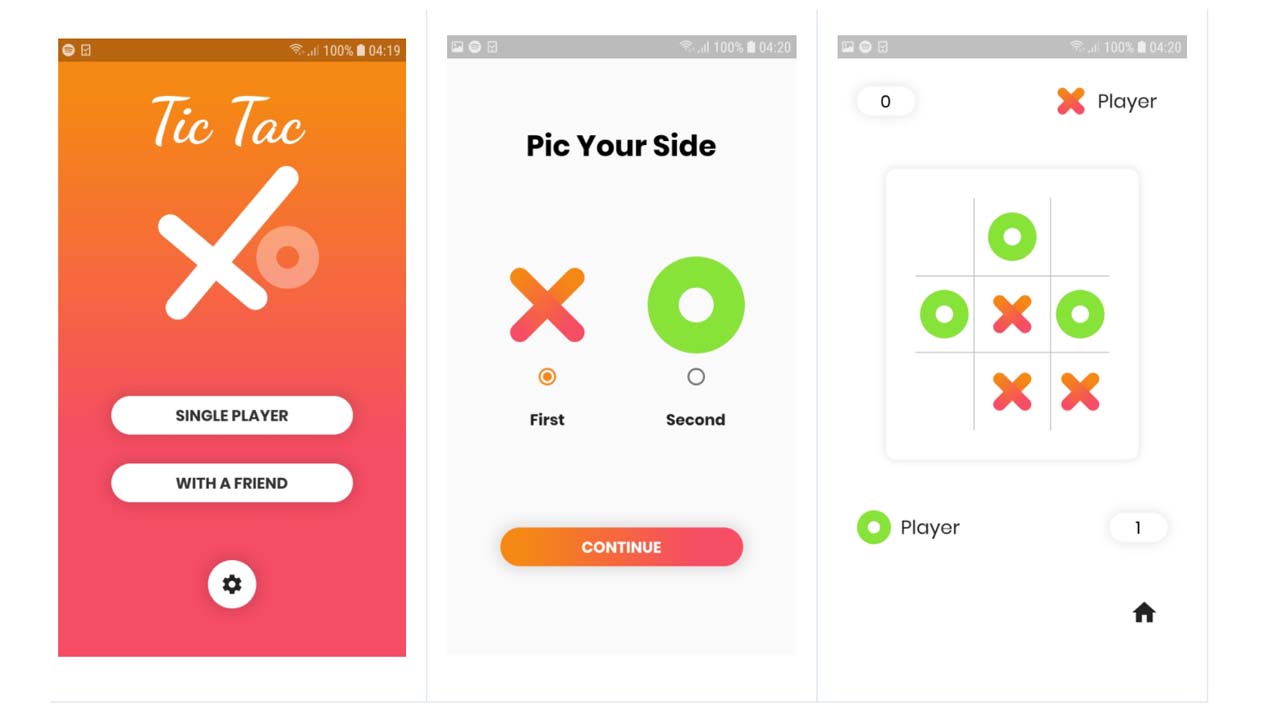 100% 04:19
Tic Tac
SINGLE PLAYER
WITH A FRIEND
100% 04:20
Pic Your Side
First
Second
CONTINUE
100% 04:20
0
Player
Player
1